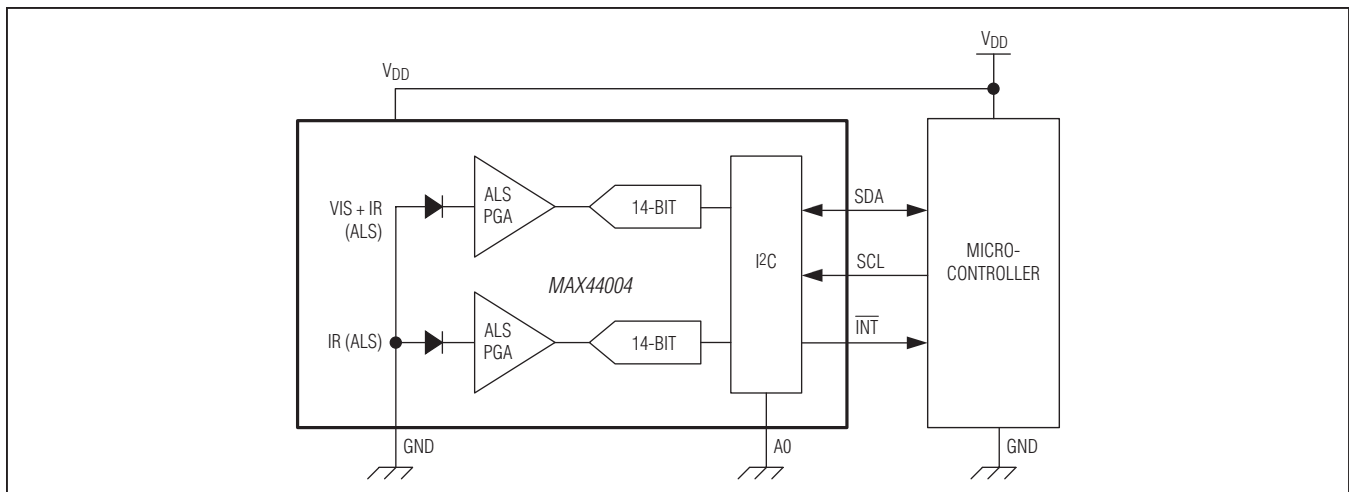 VDD
VDD
VIS + IR
(ALS)
ALS
PGA
14-BIT
I2C
SDA
SCL
INT
MICRO-
CONTROLLER
MAX44004
IR (ALS)
ALS
PGA
14-BIT
GND
A0
GND